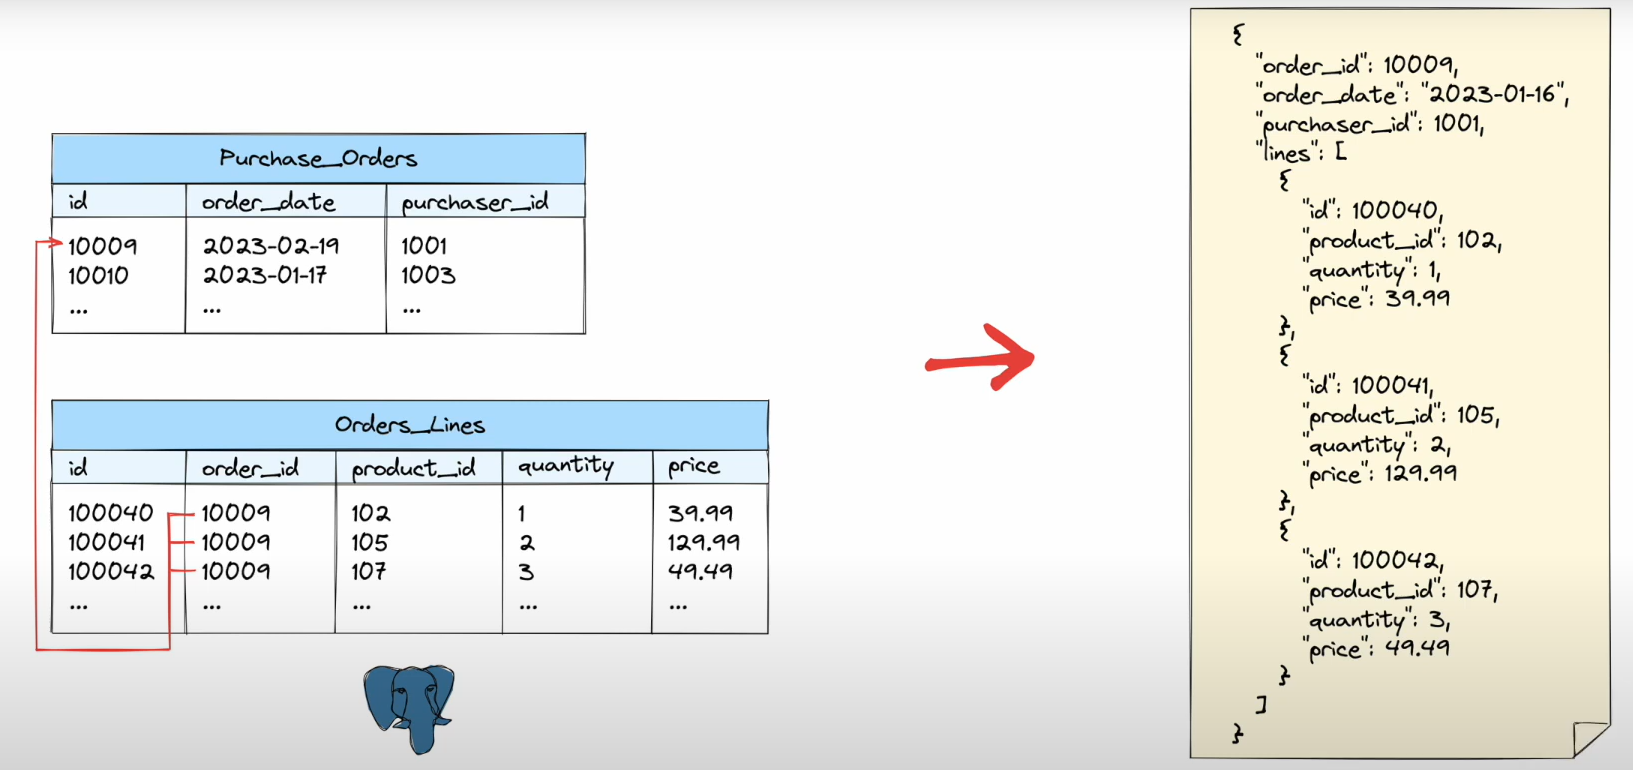 Purchase_Orders
id order_date purchaser_id
10009 2023-02-19 1001
10010 2023-01-17 1003
... ... ...
Orders_Lines
id order_id product_id quantity price
100040 10009 102 1 39.99
100041 10009 105 2 129.99
100042 10009 107 3 49.49
... ... ... ... ...
{
"order_id": 10009,
"order_date": "2023-01-16",
"purchaser_id": 1001,
"lines": [
{
"id": 100040,
"product_id": 102,
"quantity": 1,
"price": 39.99
},
{
"id": 100041,
"product_id": 105,
"quantity": 2,
"price": 129.99
},
{
"id": 100042,
"product_id": 107,
"quantity": 3,
"price": 49.49
}
]
}